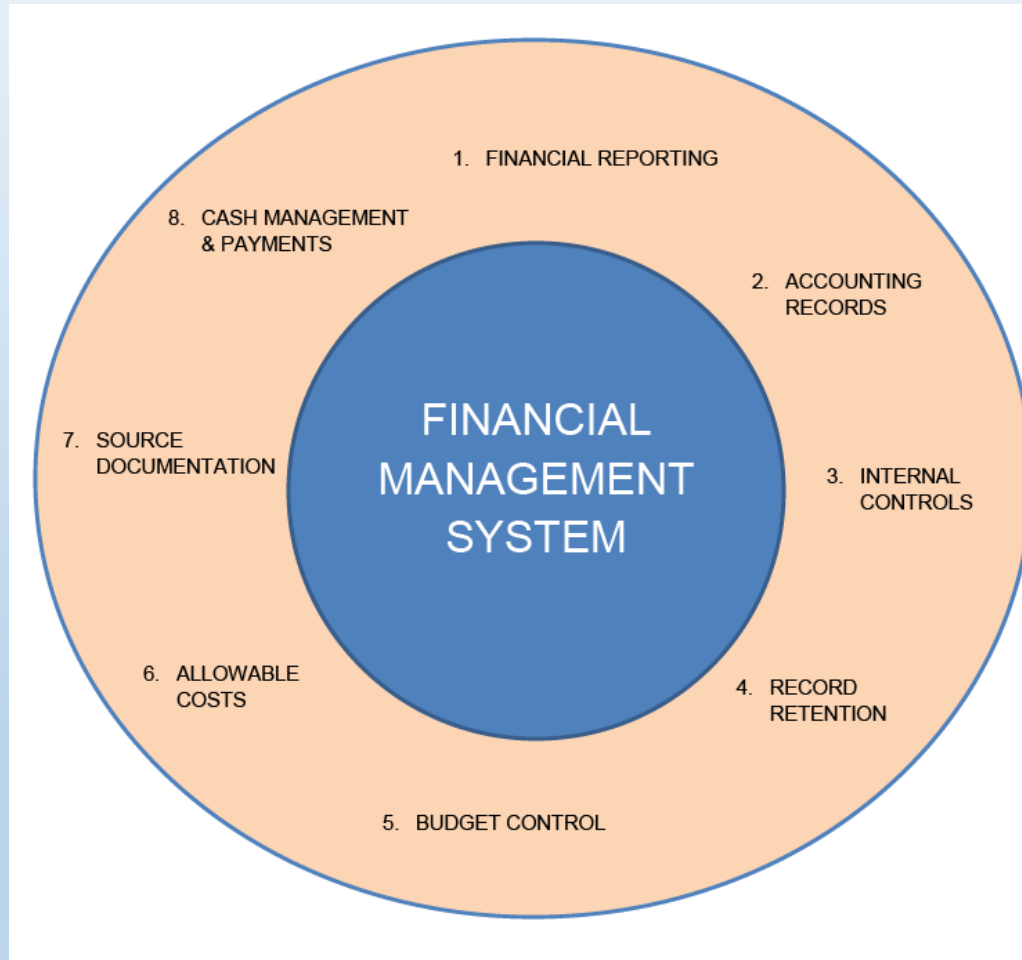 1. FINANCIAL REPORTING
2. ACCOUNTING
RECORDS
3. INTERNAL
CONTROLS
4. RECORD
RETENTION
5. BUDGET CONTROL
6. ALLOWABLE
COSTS
7. SOURCE
DOCUMENTATION
8. CASH MANAGEMENT
& PAYMENTS
FINANCIAL
MANAGEMENT
SYSTEM